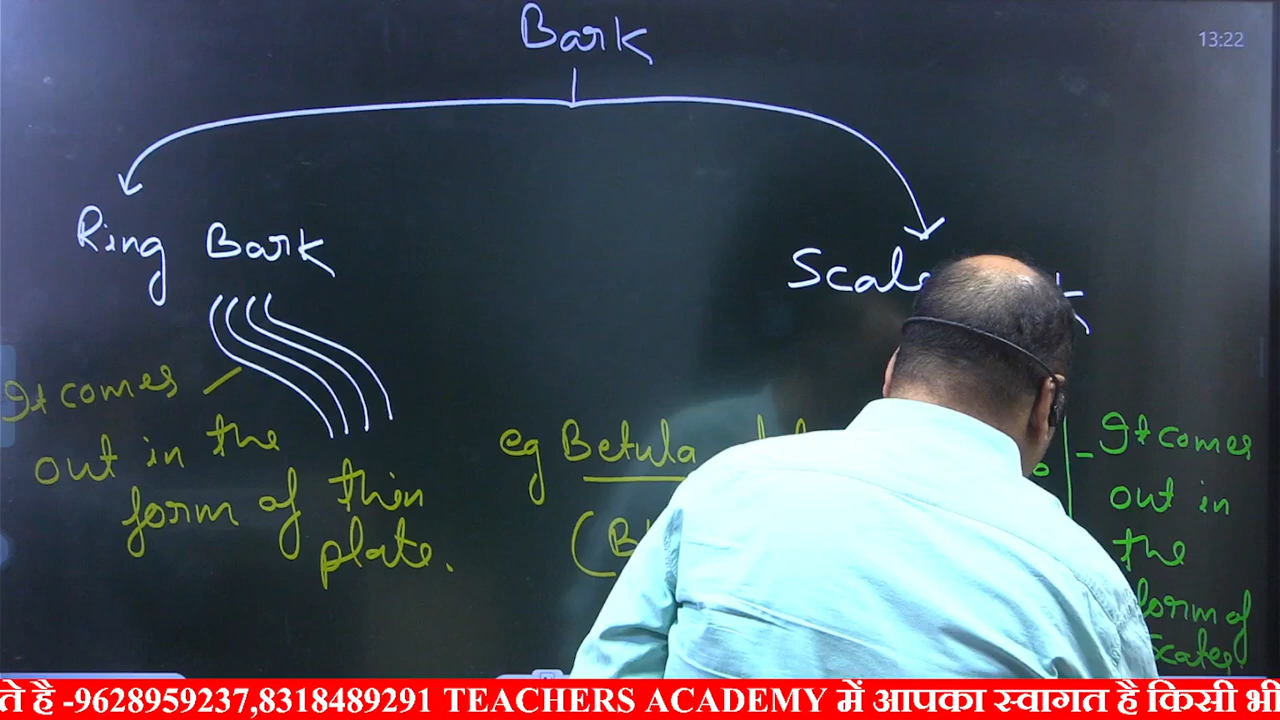 Bark
13:22
Ring Bark
It comes
out in the
form of thin
plate.
eg Betula
- It comes
out in
the
form of
Scales
ते है -9628959237,8318489291 TEACHERS ACADEMY में आपका स्वागत है किसी भी